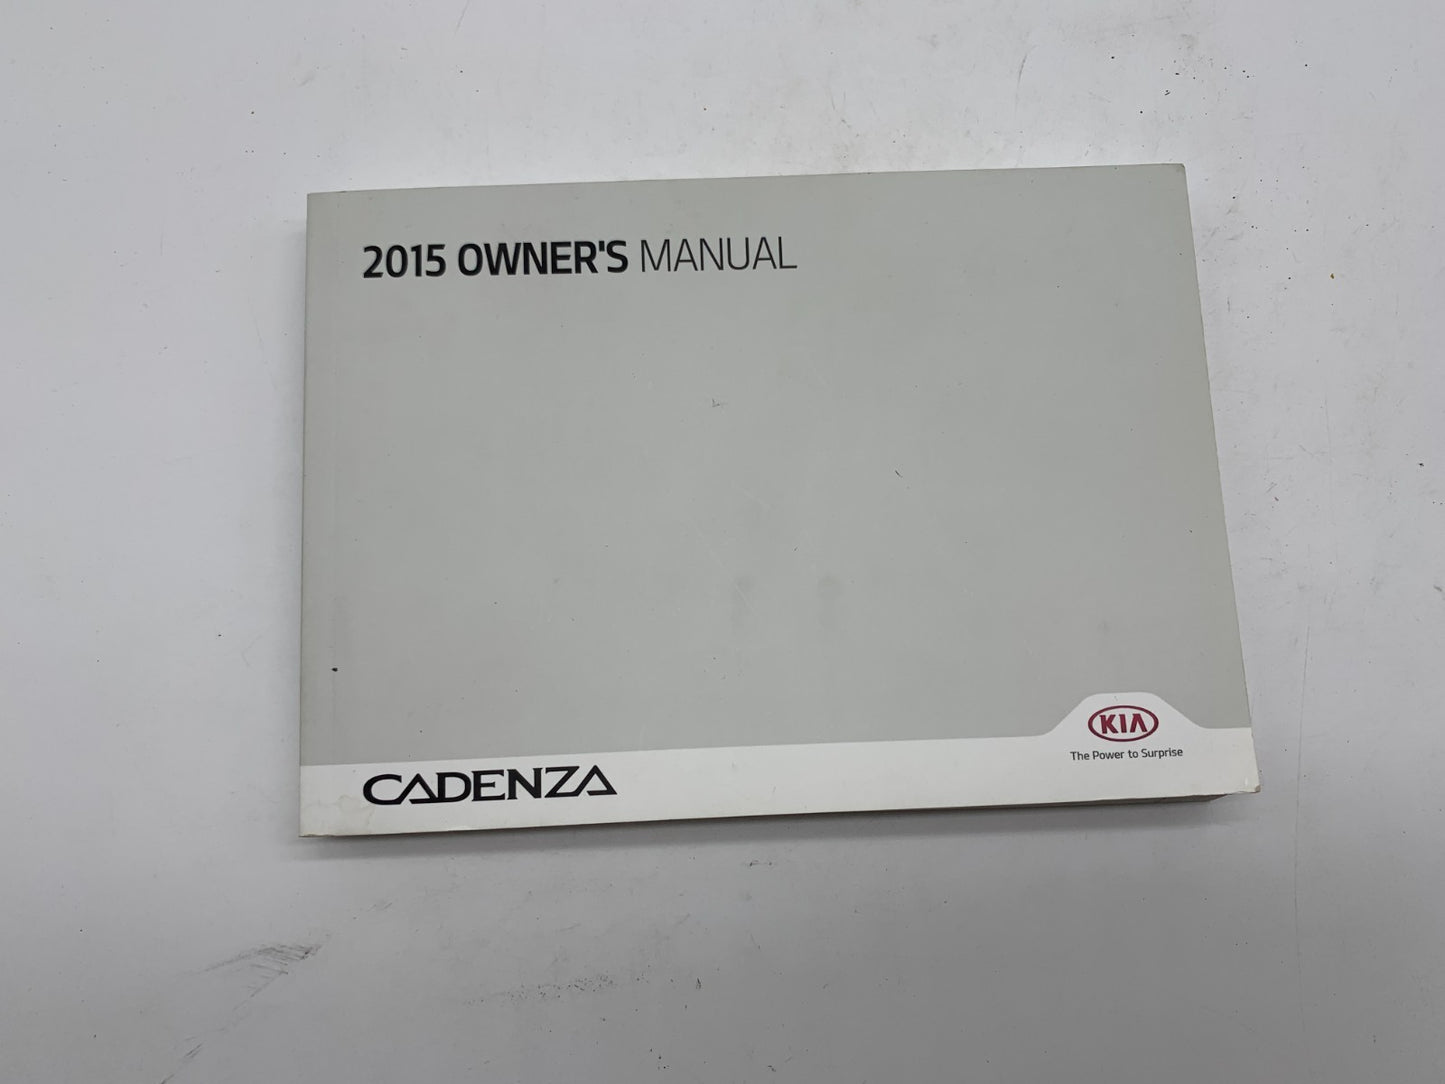 2015 OWNER'S MANUAL
KIA
The Power to Surprise
CADENZA